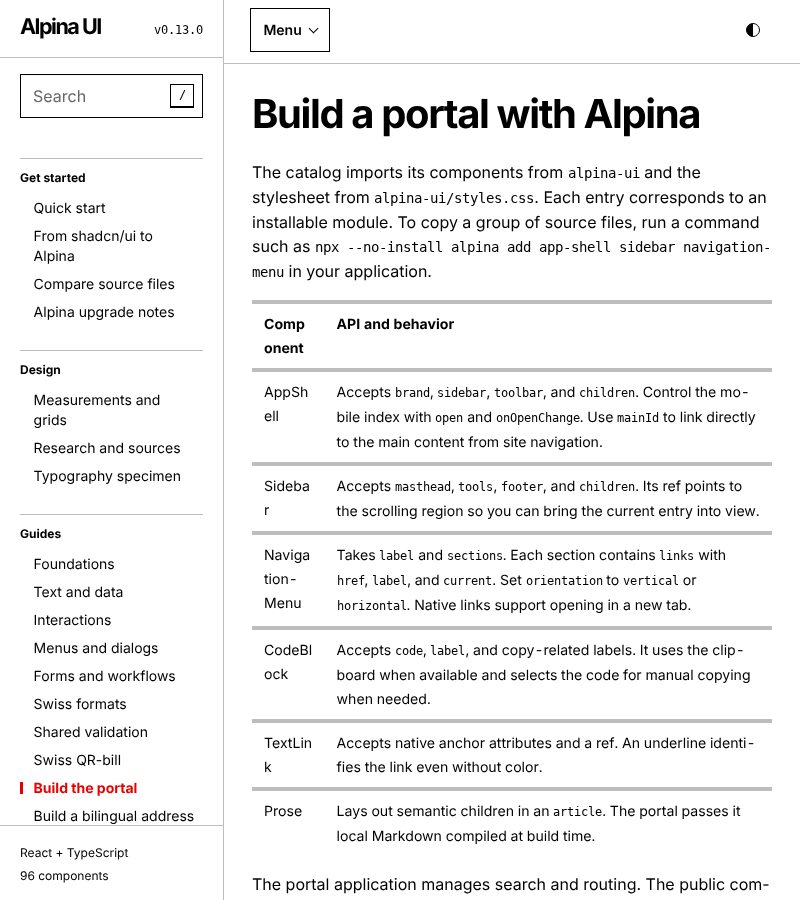 Alpina UI
v0.13.0
Search
/
Get started
Quick start
From shadcn/ui to
Alpina
Compare source files
Alpina upgrade notes
Design
Measurements and
grids
Research and sources
Typography specimen
Guides
Foundations
Text and data
Interactions
Menus and dialogs
Forms and workflows
Swiss formats
Shared validation
Swiss QR-bill
Build the portal
Build a bilingual address
React + TypeScript
96 components
Menu
Build a portal with Alpina
The catalog imports its components from alpina-ui and the
stylesheet from alpina-ui/styles.css. Each entry corresponds to an
installable module. To copy a group of source files, run a command
such as npx --no-install alpina add app-shell sidebar navigation-
menu in your application.
Comp
onent
API and behavior
AppSh
ell
Accepts brand, sidebar, toolbar, and children. Control the mo-
bile index with open and onOpenChange. Use mainId to link directly
to the main content from site navigation.
Sideba
r
Accepts masthead, tools, footer, and children. Its ref points to
the scrolling region so you can bring the current entry into view.
Naviga
tion-
Menu
Takes label and sections. Each section contains links with
href, label, and current. Set orientation to vertical or
horizontal. Native links support opening in a new tab.
CodeBl
ock
Accepts code, label, and copy-related labels. It uses the clip-
board when available and selects the code for manual copying
when needed.
TextLin
k
Accepts native anchor attributes and a ref. An underline identi-
fies the link even without color.
Prose
Lays out semantic children in an article. The portal passes it
local Markdown compiled at build time.
The portal application manages search and routing. The public com-